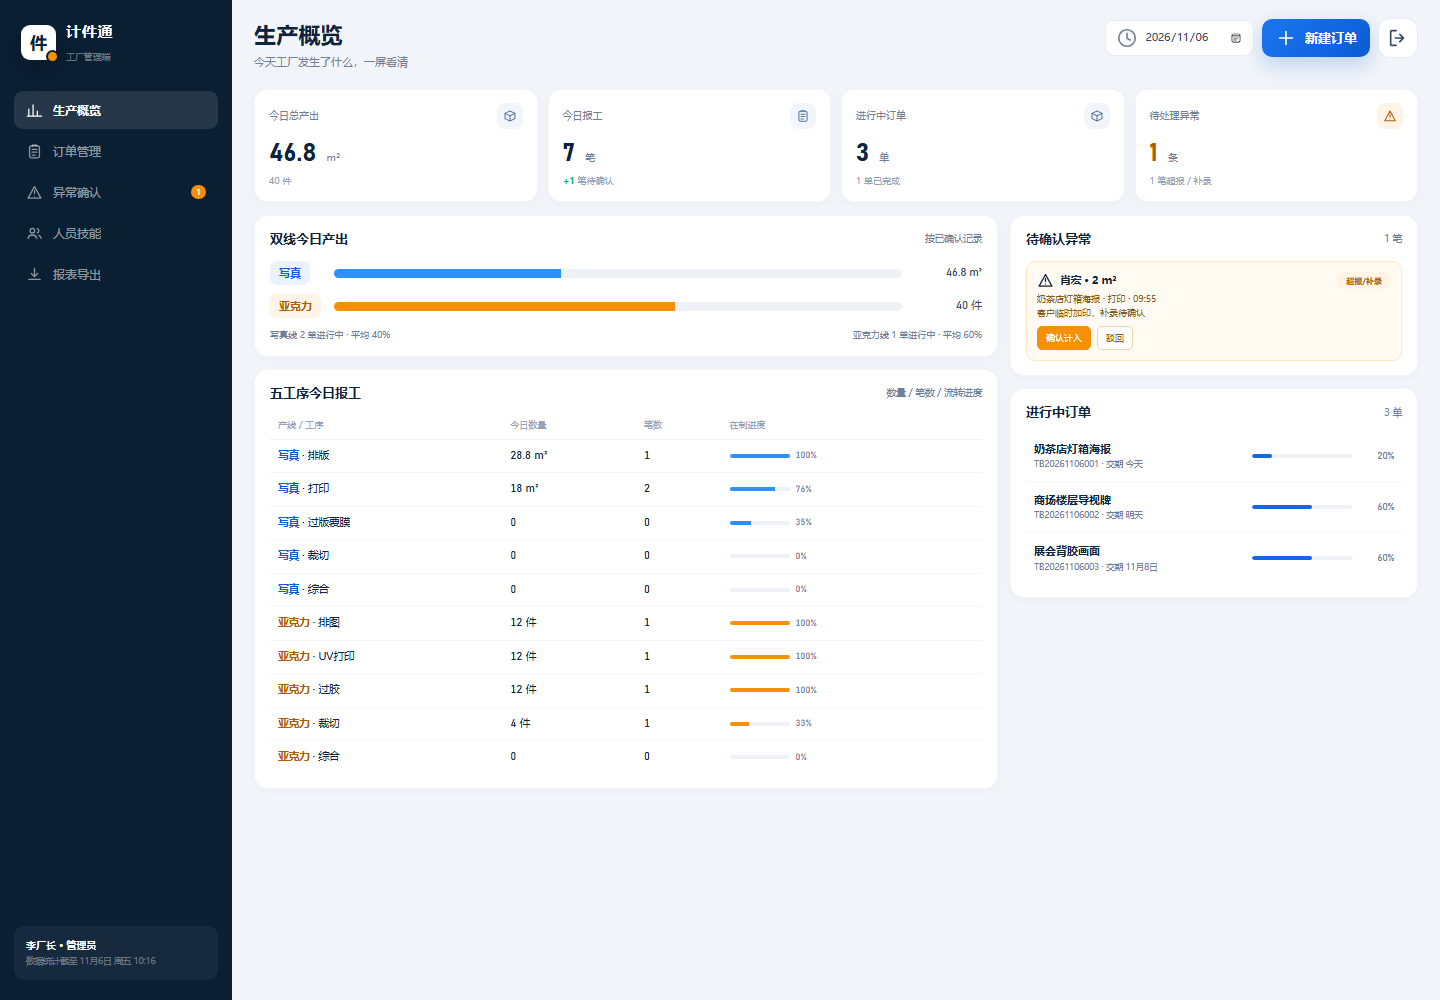 件
计件通
工厂管理端
生产概览
订单管理
异常确认 1
人员技能
报表导出
李厂长 • 管理员
数据统计截至 11月6日 周五 10:16
生产概览
今天工厂发生了什么，一屏看清
2026/11/06
新建订单
今日总产出
46.8 m²
40 件
今日报工
7 笔
+1 笔待确认
进行中订单
3 单
1 单已完成
待处理异常
1 条
1 笔超报 / 补录
双线今日产出 按已确认记录
写真 46.8 m²
亚克力 40 件
写真线 2 单进行中 · 平均 40% 亚克力线 1 单进行中 · 平均 60%
五工序今日报工 数量 / 笔数 / 流转进度
产线 / 工序 今日数量 笔数 在制进度
写真 · 排版 28.8 m² 1 100%
写真 · 打印 18 m² 2 76%
写真 · 过版覆膜 0 0 35%
写真 · 裁切 0 0 0%
写真 · 综合 0 0 0%
亚克力 · 排图 12 件 1 100%
亚克力 · UV打印 12 件 1 100%
亚克力 · 过胶 12 件 1 100%
亚克力 · 裁切 4 件 1 33%
亚克力 · 综合 0 0 0%
待确认异常 1 笔
肖宏 • 2 m² 超报/补录
奶茶店灯箱海报 · 打印 · 09:55
客户临时加印，补录待确认
确认计入 驳回
进行中订单 3 单
奶茶店灯箱海报
TB20261106001 · 交期 今天 20%
商场楼层导视牌
TB20261106002 · 交期 明天 60%
展会背胶画面
TB20261106003 · 交期 11月8日 60%